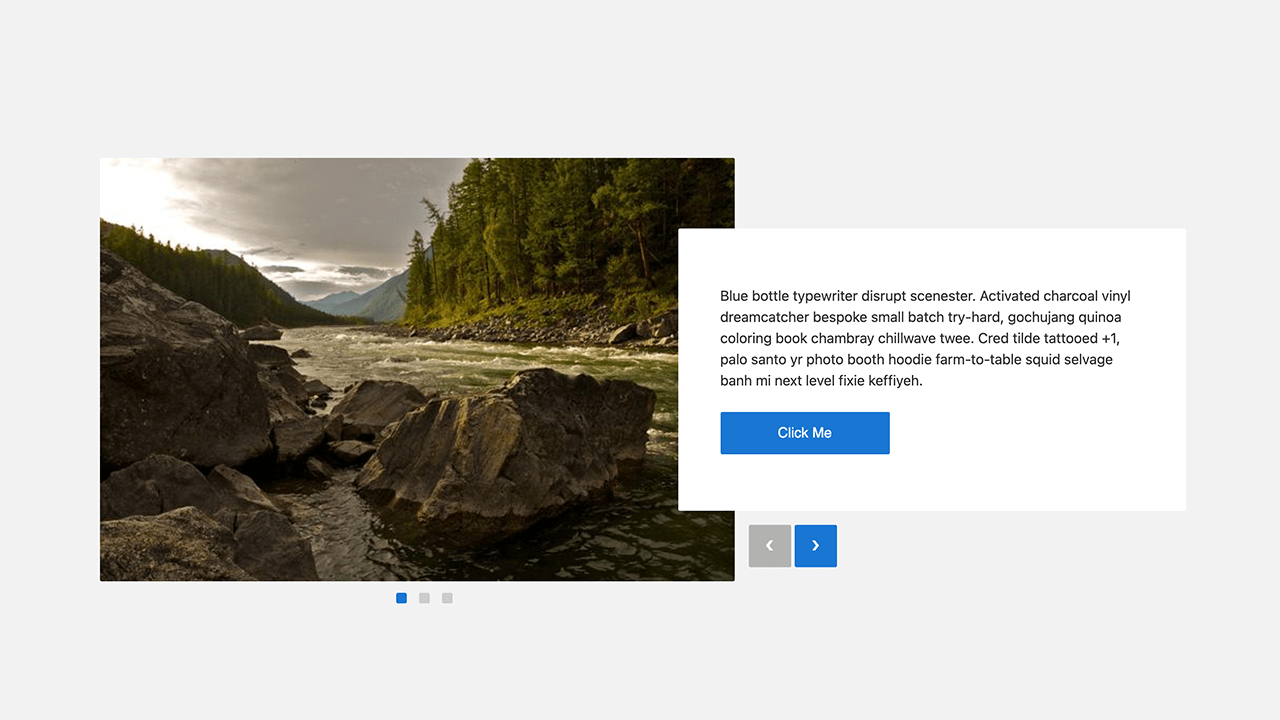 Blue bottle typewriter disrupt scenester. Activated charcoal vinyl
dreamcatcher bespoke small batch try-hard, gochujang quinoa
coloring book chambray chillwave twee. Cred tilde tattooed +1,
palo santo yr photo booth hoodie farm-to-table squid selvage
banh mi next level fixie keffiyeh.
Click Me